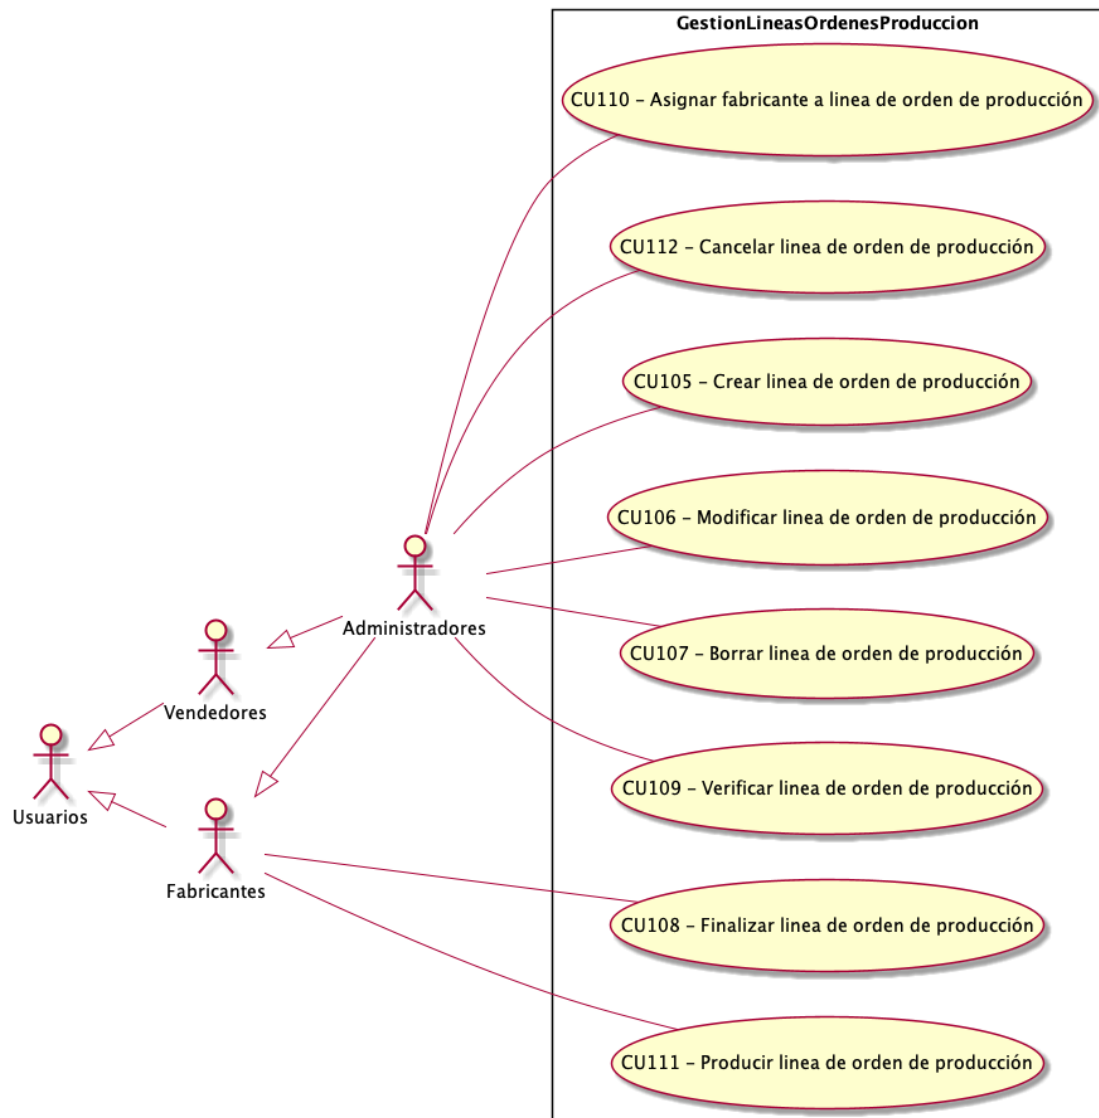 GestionLineasOrdenesProduccion
CU110 – Asignar fabricante a linea de orden de producción
CU112 – Cancelar linea de orden de producción
CU105 – Crear linea de orden de producción
CU106 – Modificar linea de orden de producción
Administradores
CU107 – Borrar linea de orden de producción
Vendedores
CU109 – Verificar linea de orden de producción
Usuarios
Fabricantes
CU108 – Finalizar linea de orden de producción
CU111 – Producir linea de orden de producción